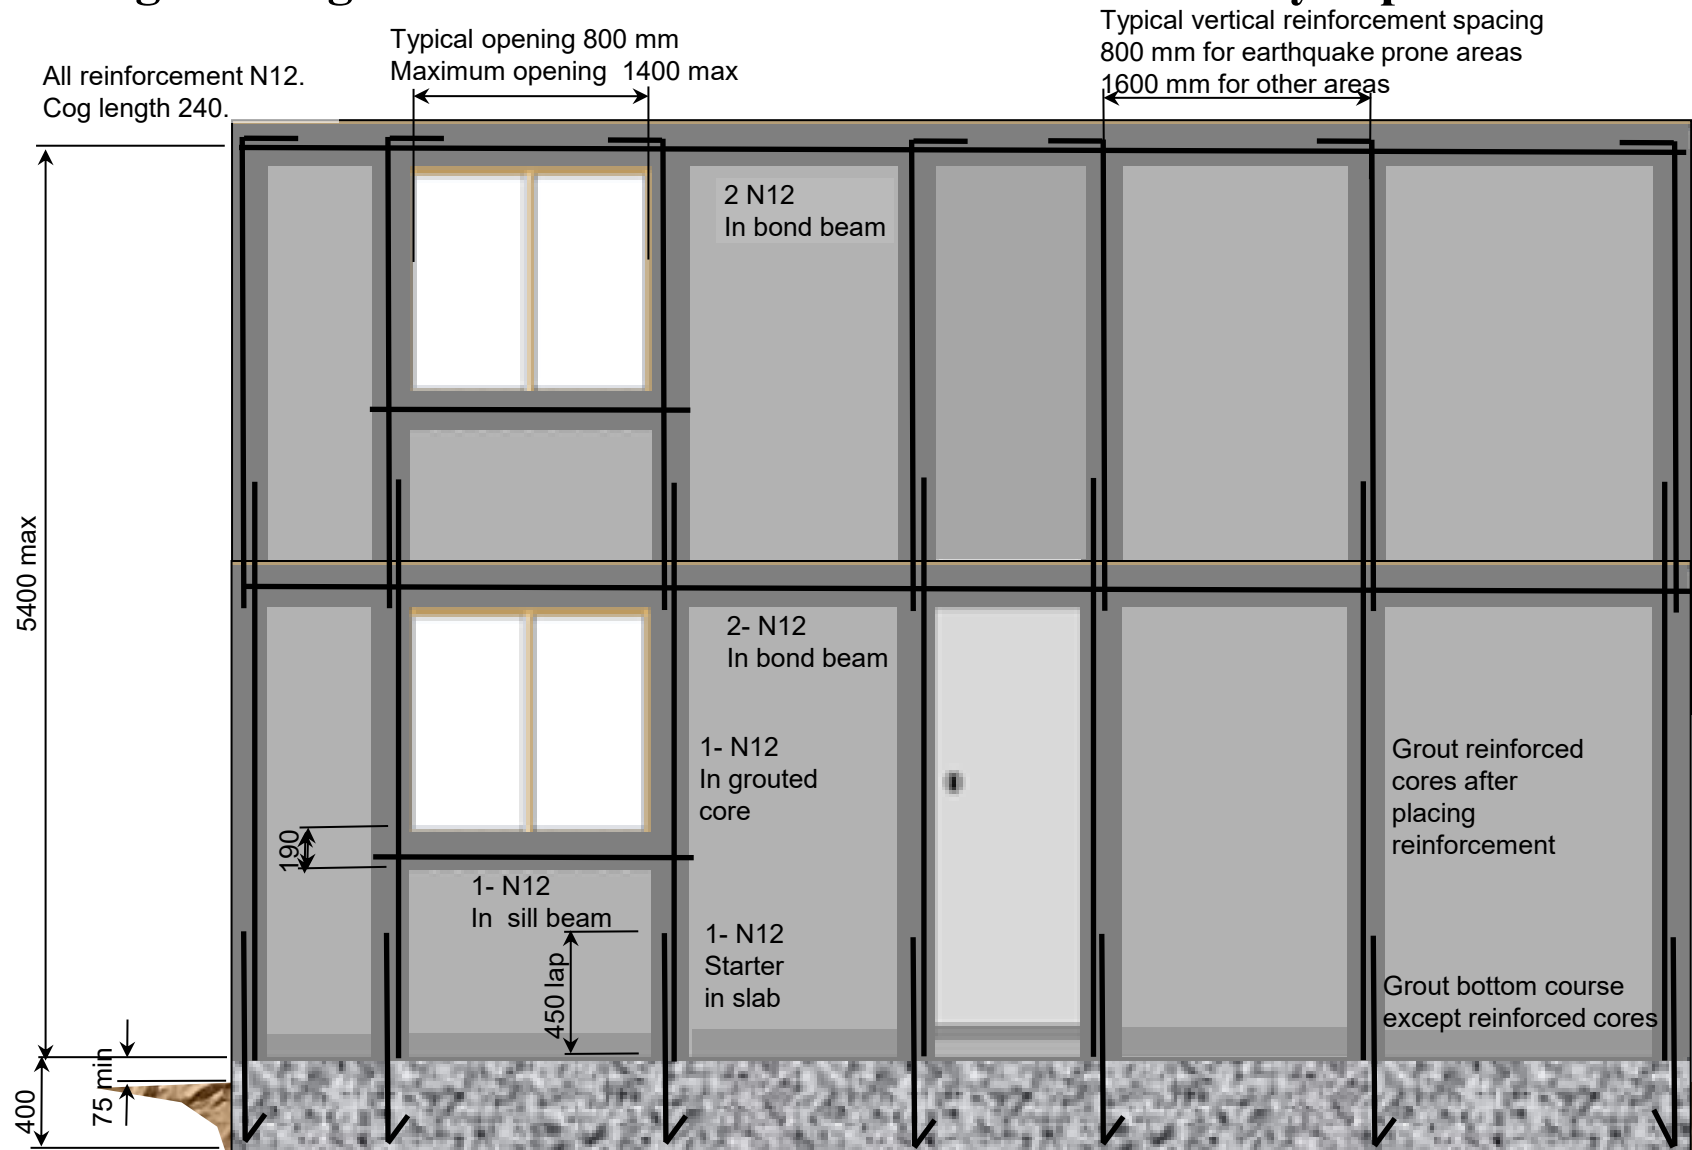 Typical vertical reinforcement spacing
800 mm for earthquake prone areas
1600 mm for other areas
Typical opening 800 mm
Maximum opening  1400 max
All reinforcement N12.
Cog length 240.
2 N12
In bond beam
5400 max
2- N12
In bond beam
1- N12
In grouted
core
Grout reinforced
cores after
placing
reinforcement
190
1- N12
In  sill beam
450 lap
1- N12
Starter
in slab
Grout bottom course
except reinforced cores
75 min
400